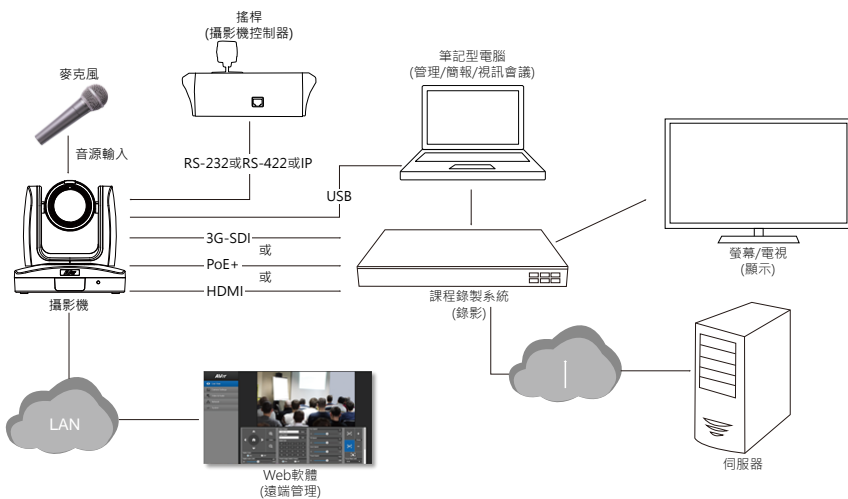 搖桿
(攝影機控制器)
麥克風
筆記型電腦
(管理/簡報/視訊會議)
音源輸入
RS-232或RS-422或IP
USB
3G-SDI
或
PoE+
或
HDMI
AVer
攝影機
課程錄製系統
(錄影)
螢幕/電視
(顯示)
LAN
AVer
Web軟體
(遠端管理)
伺服器